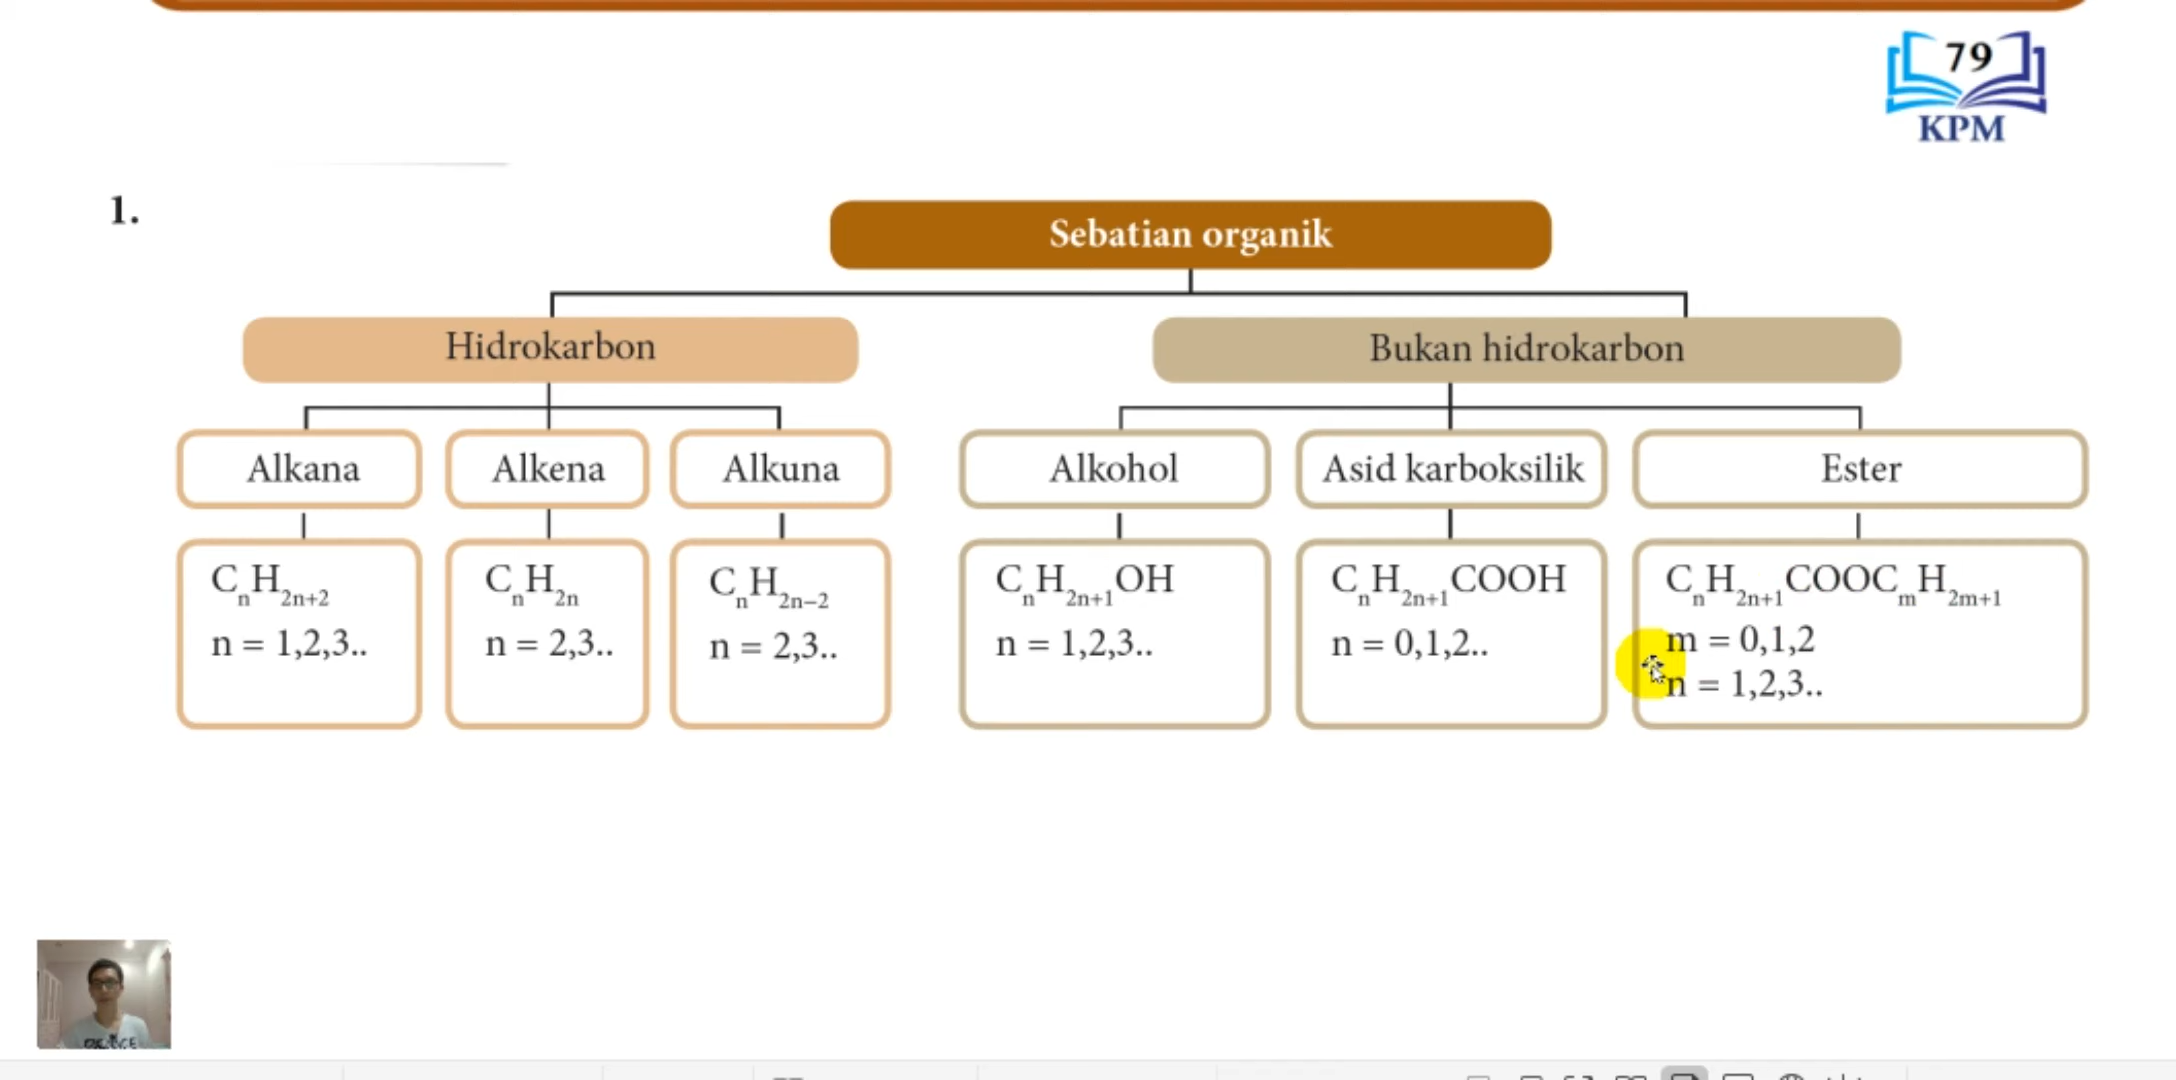 79
KPM
1.
Sebatian organik
Hidrokarbon
Bukan hidrokarbon
Alkana
Alkena
Alkuna
Alkohol
Asid karboksilik
Ester
CₙH₂ₙ₊₂
n = 1,2,3..
CₙH₂ₙ
n = 2,3..
CₙH₂ₙ₋₂
n = 2,3..
CₙH₂ₙ₊₁OH
n = 1,2,3..
CₙH₂ₙ₊₁COOH
n = 0,1,2..
CₙH₂ₙ₊₁COOCₘH₂ₘ₊₁
m = 0,1,2
n = 1,2,3..